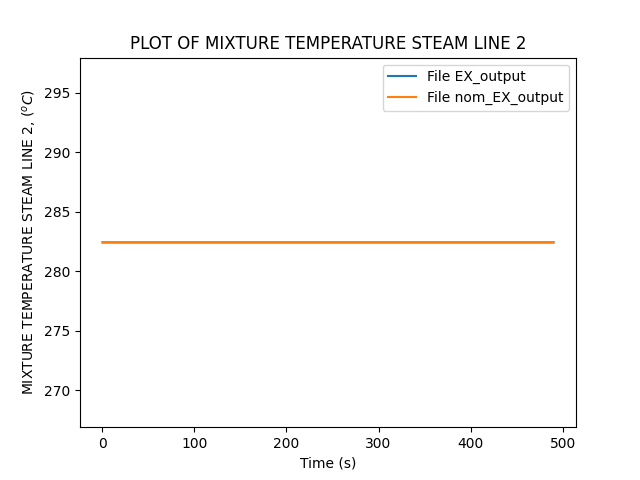 PLOT OF MIXTURE TEMPERATURE STEAM LINE 2
File EX_output
File nom_EX_output
MIXTURE TEMPERATURE STEAM LINE 2, (°C)
295
290
285
280
275
270
0 100 200 300 400 500
Time (s)